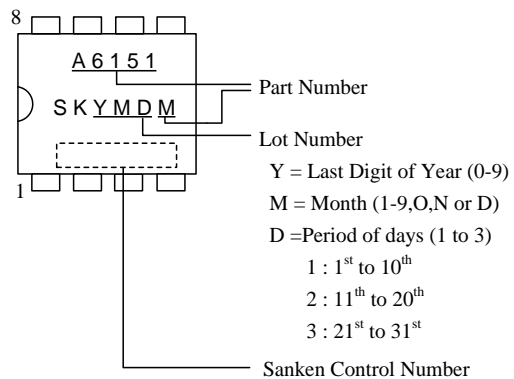 8
A6151
SKYMDM
1
Part Number
Lot Number
Y = Last Digit of Year (0-9)
M = Month (1-9,O,N or D)
D =Period of days (1 to 3)
1 : 1st to 10th
2 : 11th to 20th
3 : 21st to 31st
Sanken Control Number